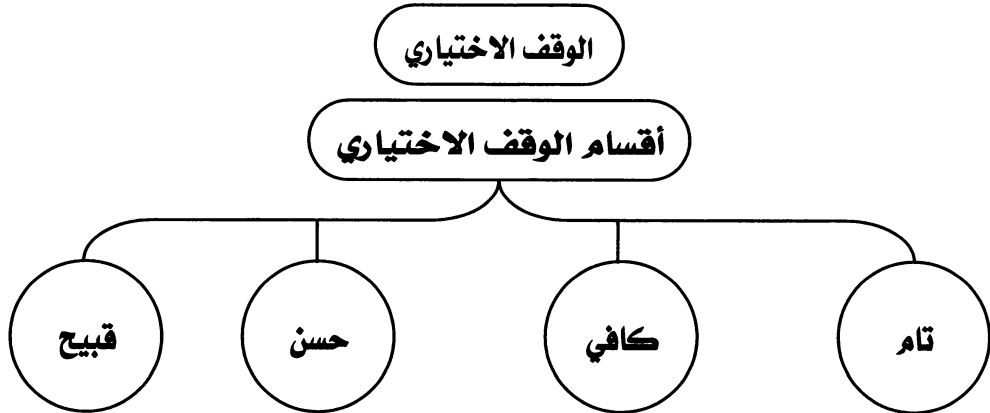 الوقف الاختياري
أقسام الوقف الاختياري
تام
كافي
حسن
قبيح